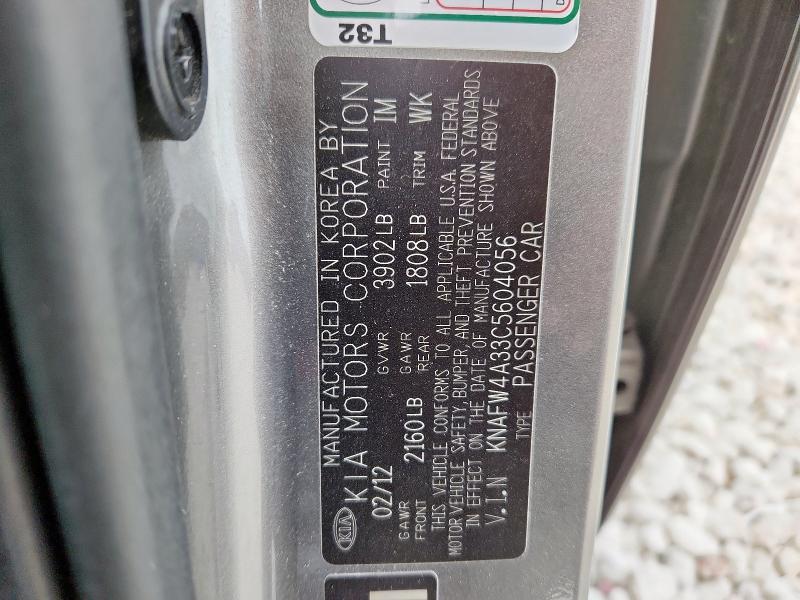 T32
MANUFACTURED IN KOREA BY
KIA KIA MOTORS CORPORATION
02/12 GVWR 3902LB PAINT IM
GAWR FRONT 2160LB GAWR REAR 1808LB TRIM WK
THIS VEHICLE CONFORMS TO ALL APPLICABLE U.S.A. FEDERAL
MOTOR VEHICLE SAFETY, BUMPER, AND THEFT PREVENTION STANDARDS
IN EFFECT ON THE DATE OF MANUFACTURE SHOWN ABOVE
V.I.N KNAFW4A33C5604056
TYPE PASSENGER CAR